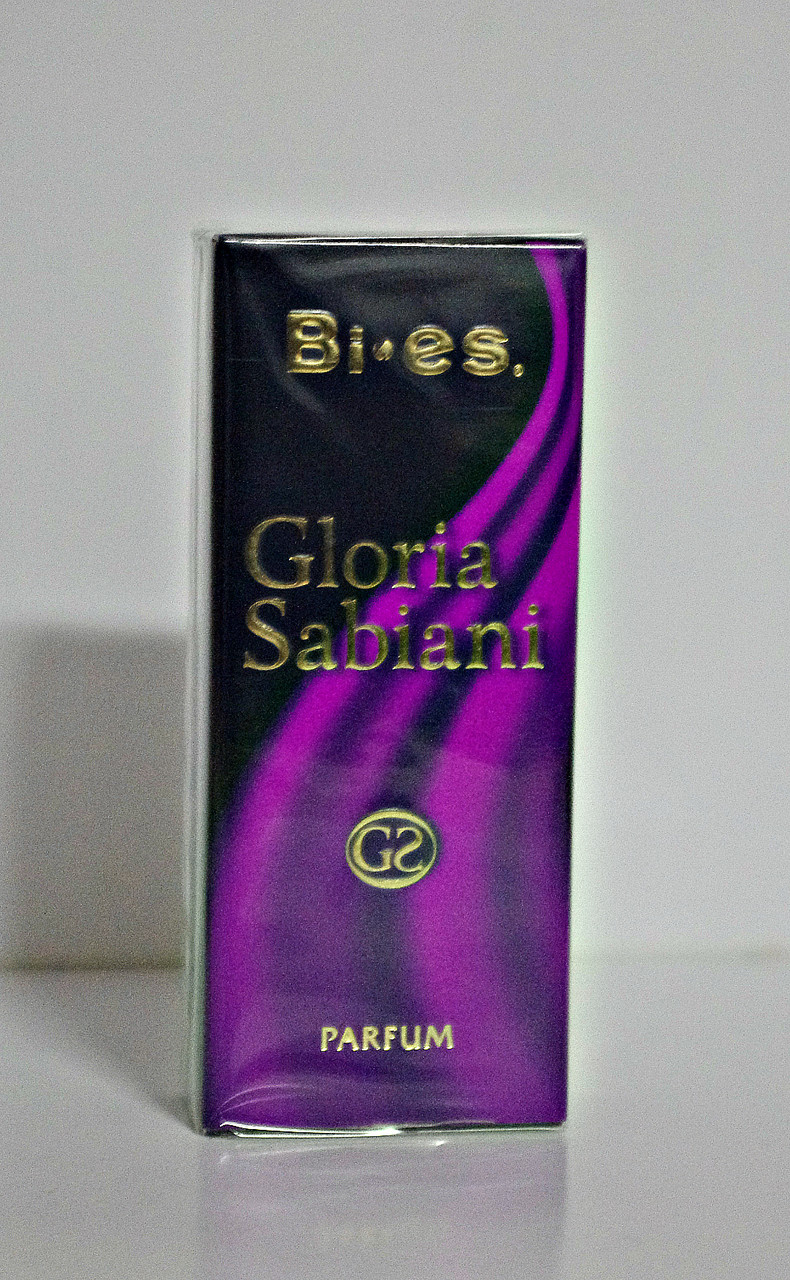 Bi·es.
Gloria
Sabiani
GS
PARFUM